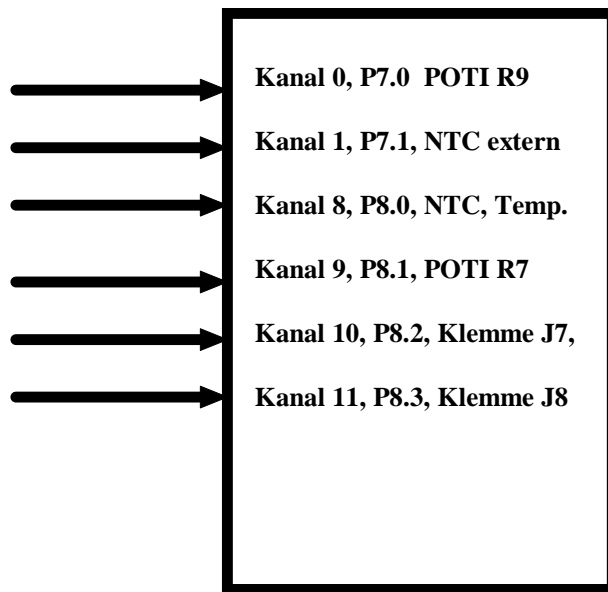 Kanal 0, P7.0 POTI R9
Kanal 1, P7.1, NTC extern
Kanal 8, P8.0, NTC, Temp.
Kanal 9, P8.1, POTI R7
Kanal 10, P8.2, Klemme J7,
Kanal 11, P8.3, Klemme J8